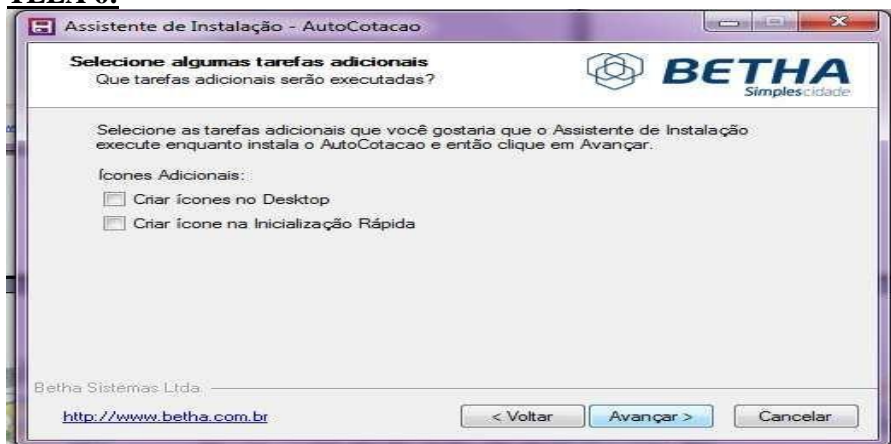 Assistente de Instalação - AutoCotacao
Selecione algumas tarefas adicionais
Que tarefas adicionais serão executadas?
BETHA
Simplescidade
Selecione as tarefas adicionais que você gostaria que o Assistente de Instalação
execute enquanto instala o AutoCotacao e então clique em Avançar.
Ícones Adicionais:
Criar ícones no Desktop
Criar ícone na Inicialização Rápida
Betha Sistemas Ltda.
http://www.betha.com.br
< Voltar
Avançar >
Cancelar